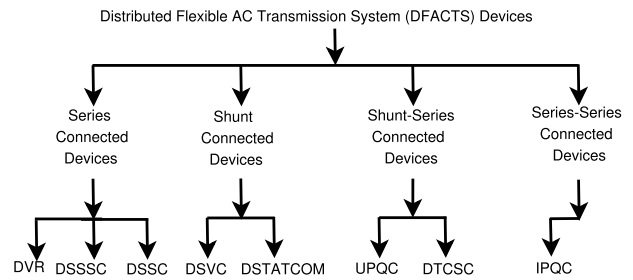 Distributed Flexible AC Transmission System (DFACTS) Devices
Series
Connected
Devices
Shunt
Connected
Devices
Shunt-Series
Connected
Devices
Series-Series
Connected
Devices
DVR DSSSC DSSC DSVC DSTATCOM UPQC DTCSC IPQC